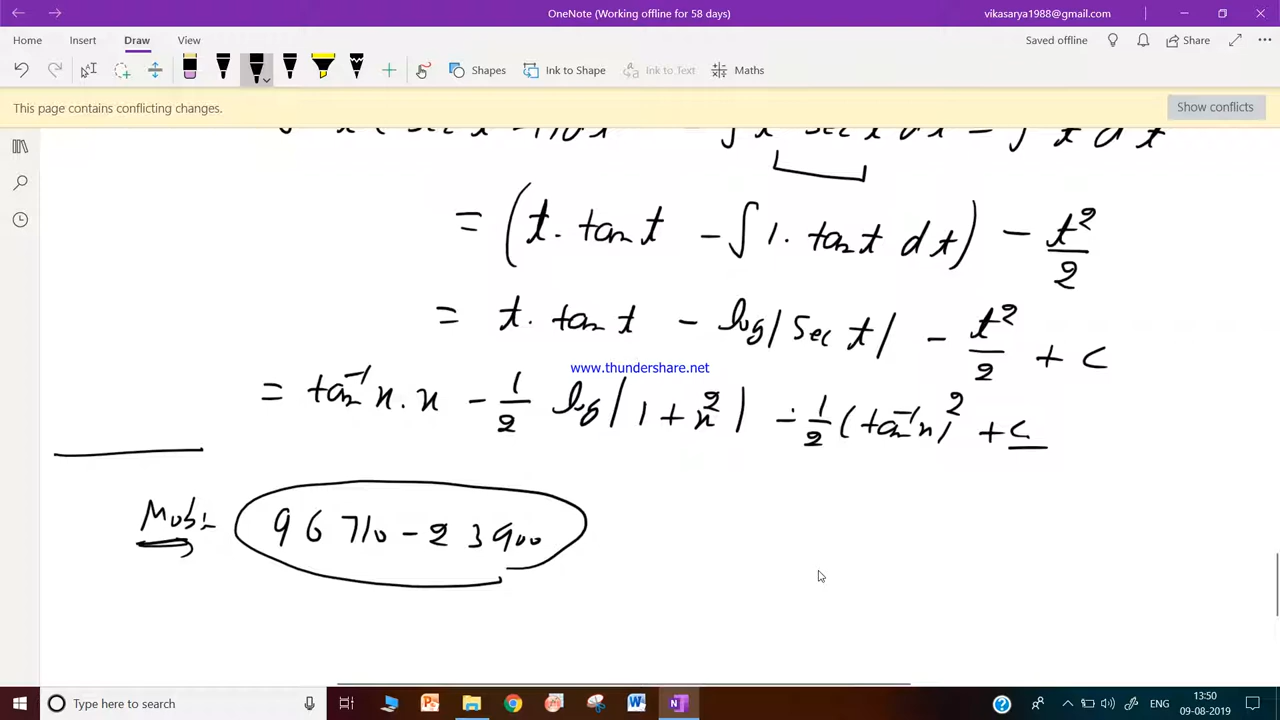 OneNote (Working offline for 58 days)
vikasarya1988@gmail.com
Home Insert Draw View
Saved offline
Share
Ink to Shape Ink to Text Maths
Shapes
This page contains conflicting changes.
Show conflicts
= (t. tan t - ∫ 1. tan t dt) - t²/2
= t. tan t - log|sec t| - t²/2 + c
www.thundershare.net
= tan⁻¹x.x - 1/2 log|1+x²| - 1/2 (tan⁻¹x)² + c
Mob:- 96710-23900
Type here to search
ENG
13:50
09-08-2019